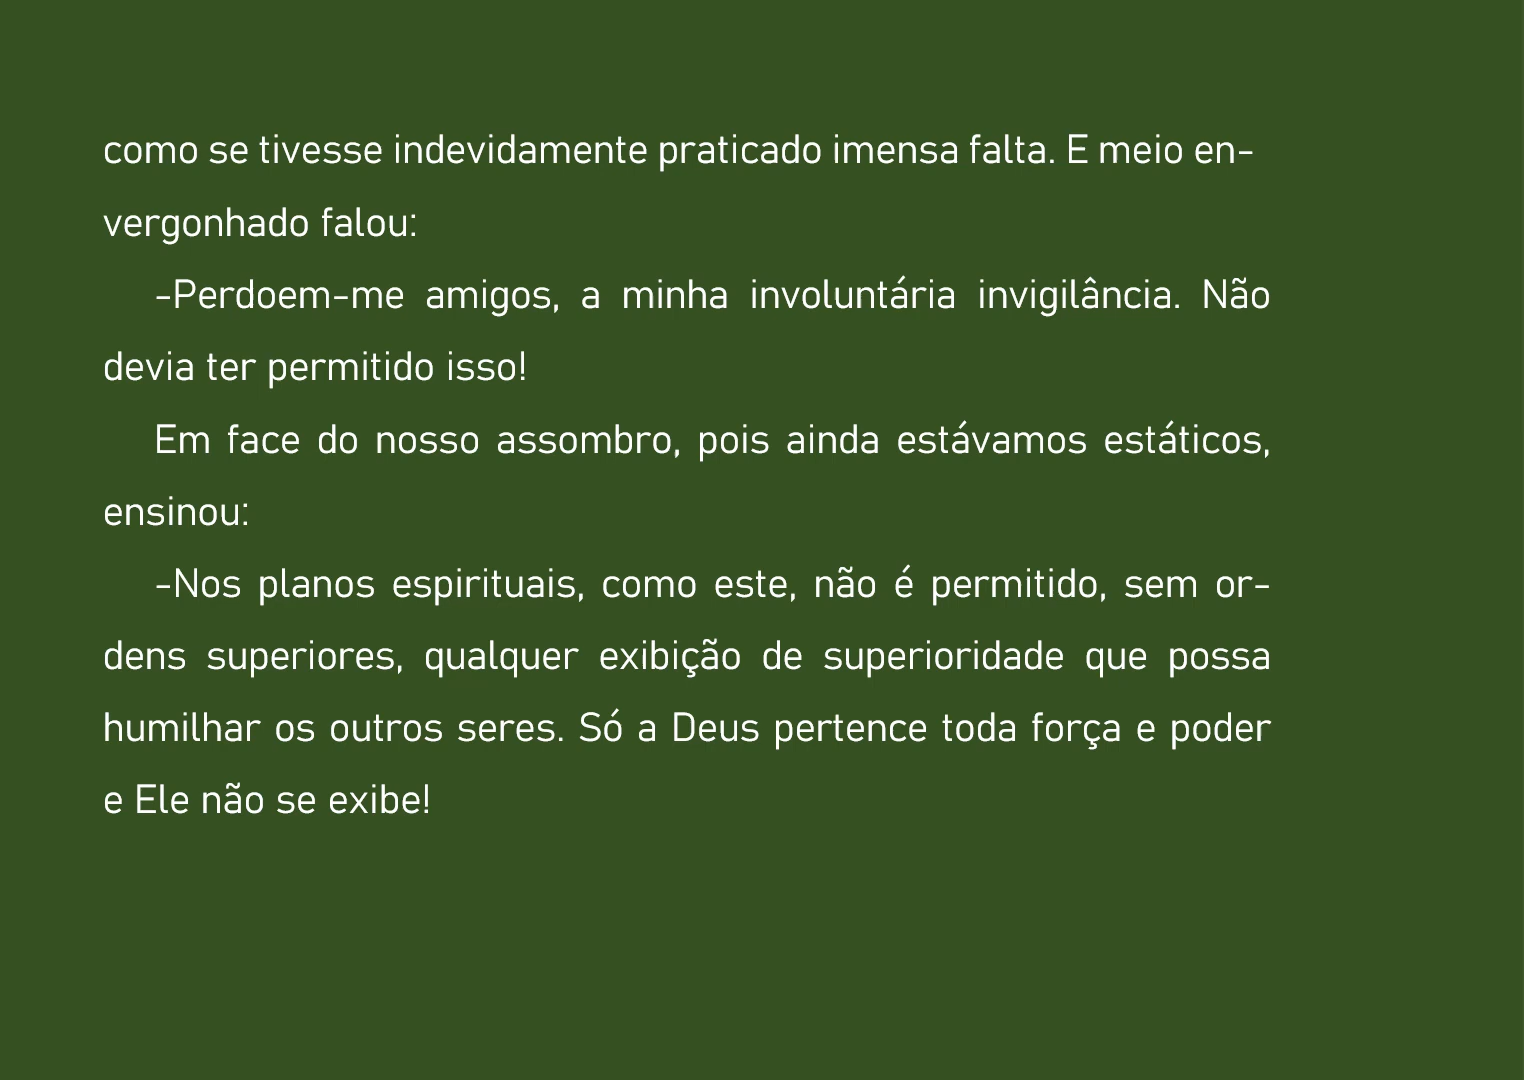 como se tivesse indevidamente praticado imensa falta. E meio en-
vergonhado falou:
-Perdoem-me amigos, a minha involuntária invigilância. Não
devia ter permitido isso!
Em face do nosso assombro, pois ainda estávamos estáticos,
ensinou:
-Nos planos espirituais, como este, não é permitido, sem or-
dens superiores, qualquer exibição de superioridade que possa
humilhar os outros seres. Só a Deus pertence toda força e poder
e Ele não se exibe!